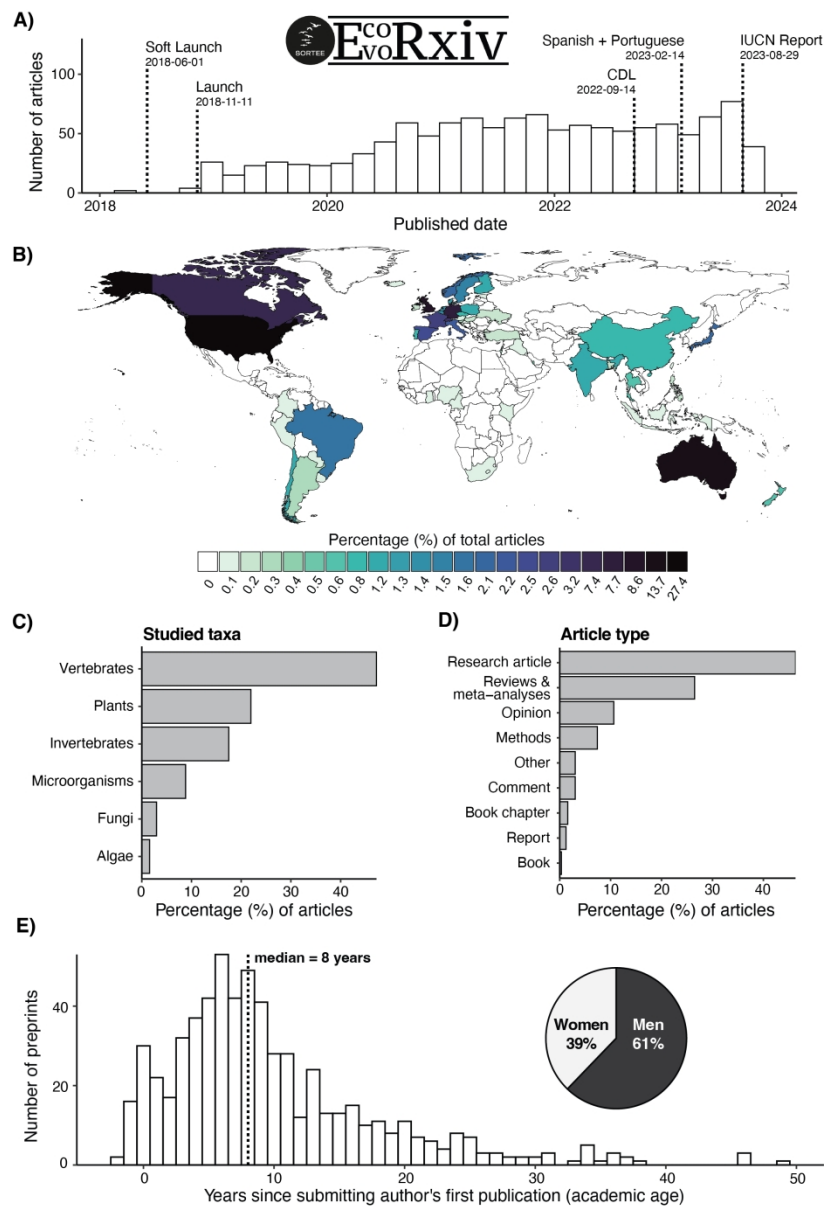 A)
SORTEE
EcoEvoRxiv
Soft Launch
2018-06-01
Launch
2018-11-11
Spanish + Portuguese
2023-02-14
CDL
2022-09-14
IUCN Report
2023-08-29
Number of articles
100
50
0
2018
2020
2022
2024
Published date
B)
Percentage (%) of total articles
0 0.1 0.2 0.3 0.4 0.5 0.6 0.8 1.2 1.3 1.4 1.5 1.6 2.1 2.2 2.5 2.6 3.2 7.4 7.7 8.6 13.7 27.4
C)
Studied taxa
Vertebrates
Plants
Invertebrates
Microorganisms
Fungi
Algae
0 10 20 30 40
Percentage (%) of articles
D)
Article type
Research article
Reviews &
meta−analyses
Opinion
Methods
Other
Comment
Book chapter
Report
Book
0 10 20 30 40
Percentage (%) of articles
E)
median = 8 years
Number of preprints
40
20
0
Women
39%
Men
61%
0 10 20 30 40 50
Years since submitting author's first publication (academic age)